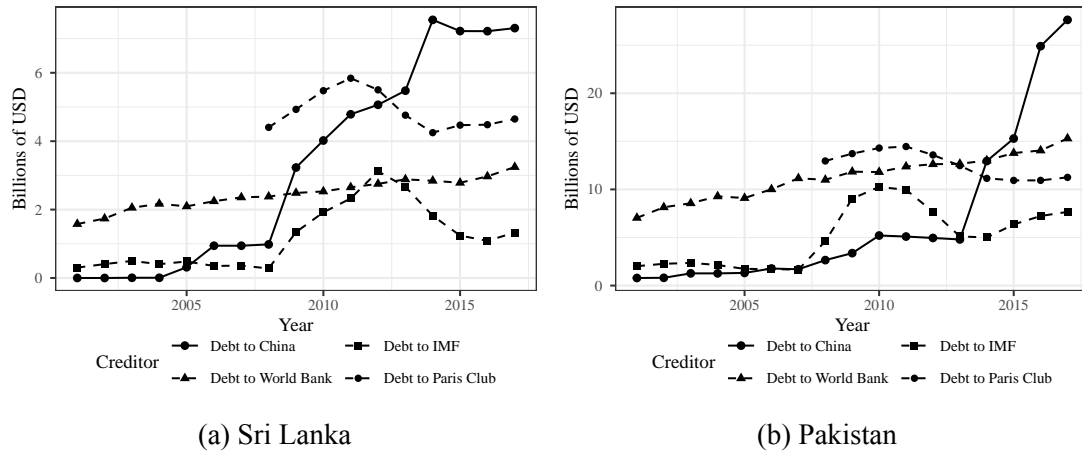 Billions of USD
6
4
2
0
2005
2010
2015
Year
Creditor
Debt to China
Debt to IMF
Debt to World Bank
Debt to Paris Club
(a) Sri Lanka
Billions of USD
20
10
0
2005
2010
2015
Year
Creditor
Debt to China
Debt to IMF
Debt to World Bank
Debt to Paris Club
(b) Pakistan